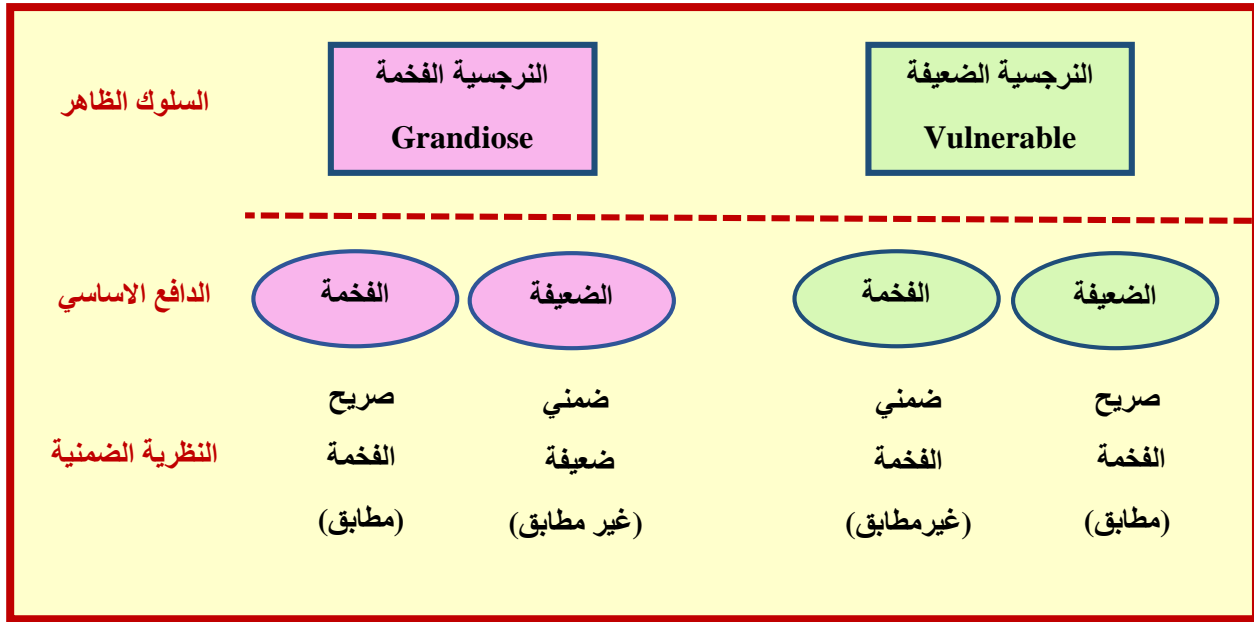 السلوك الظاهر
النرجسية الفخمة
Grandiose
النرجسية الضعيفة
Vulnerable
الدافع الاساسي
الفخمة
الضعيفة
الفخمة
الضعيفة
النظرية الضمنية
صريح
الفخمة
(مطابق)
ضمني
ضعيفة
(غير مطابق)
ضمني
الفخمة
(غيرمطابق)
صريح
الفخمة
(مطابق)